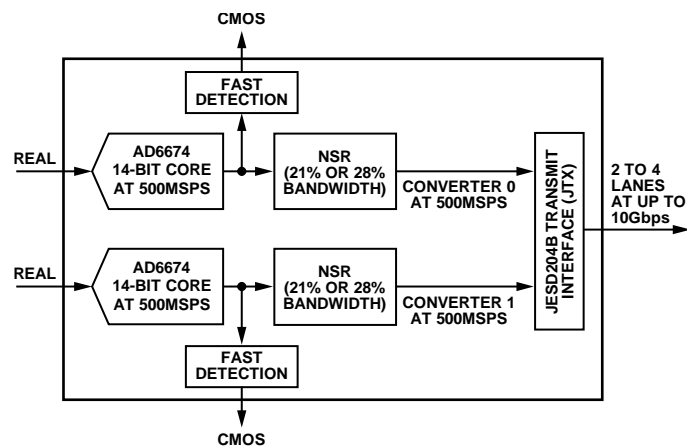 CMOS
FAST
DETECTION
REAL
AD6674
14-BIT CORE
AT 500MSPS
NSR
(21% OR 28%
BANDWIDTH)
CONVERTER 0
AT 500MSPS
JESD204B TRANSMIT
INTERFACE (JTX)
2 TO 4
LANES
AT UP TO
10Gbps
REAL
AD6674
14-BIT CORE
AT 500MSPS
NSR
(21% OR 28%
BANDWIDTH)
CONVERTER 1
AT 500MSPS
FAST
DETECTION
CMOS